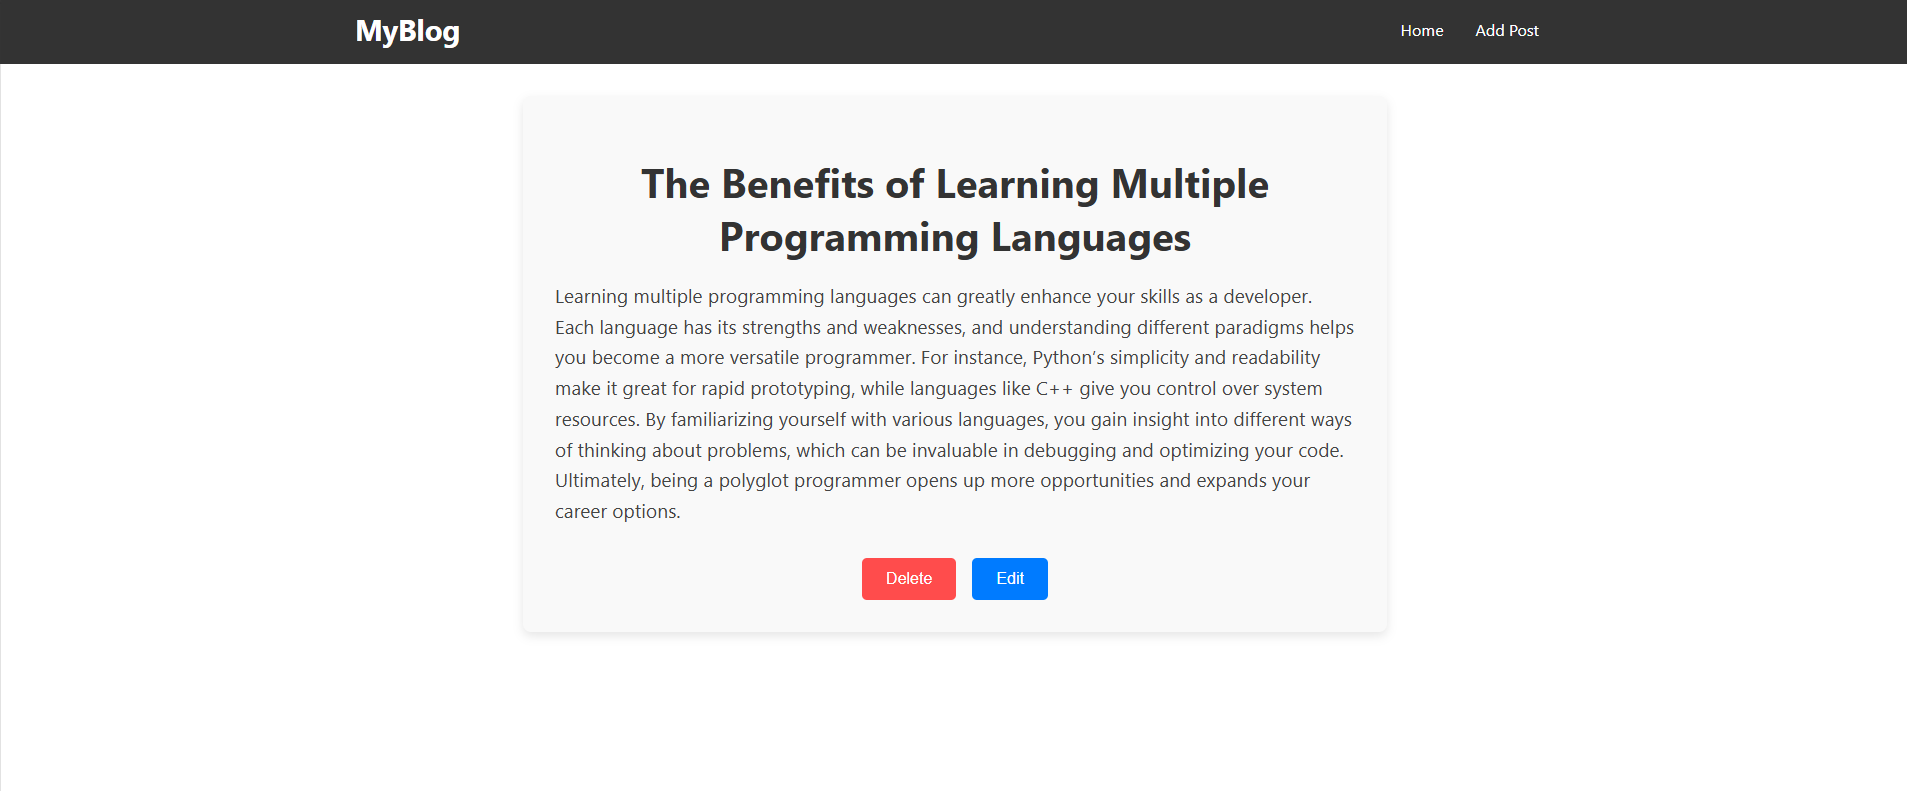 MyBlog
Home
Add Post
The Benefits of Learning Multiple
Programming Languages
Learning multiple programming languages can greatly enhance your skills as a developer.
Each language has its strengths and weaknesses, and understanding different paradigms helps
you become a more versatile programmer. For instance, Python’s simplicity and readability
make it great for rapid prototyping, while languages like C++ give you control over system
resources. By familiarizing yourself with various languages, you gain insight into different ways
of thinking about problems, which can be invaluable in debugging and optimizing your code.
Ultimately, being a polyglot programmer opens up more opportunities and expands your
career options.
Delete
Edit